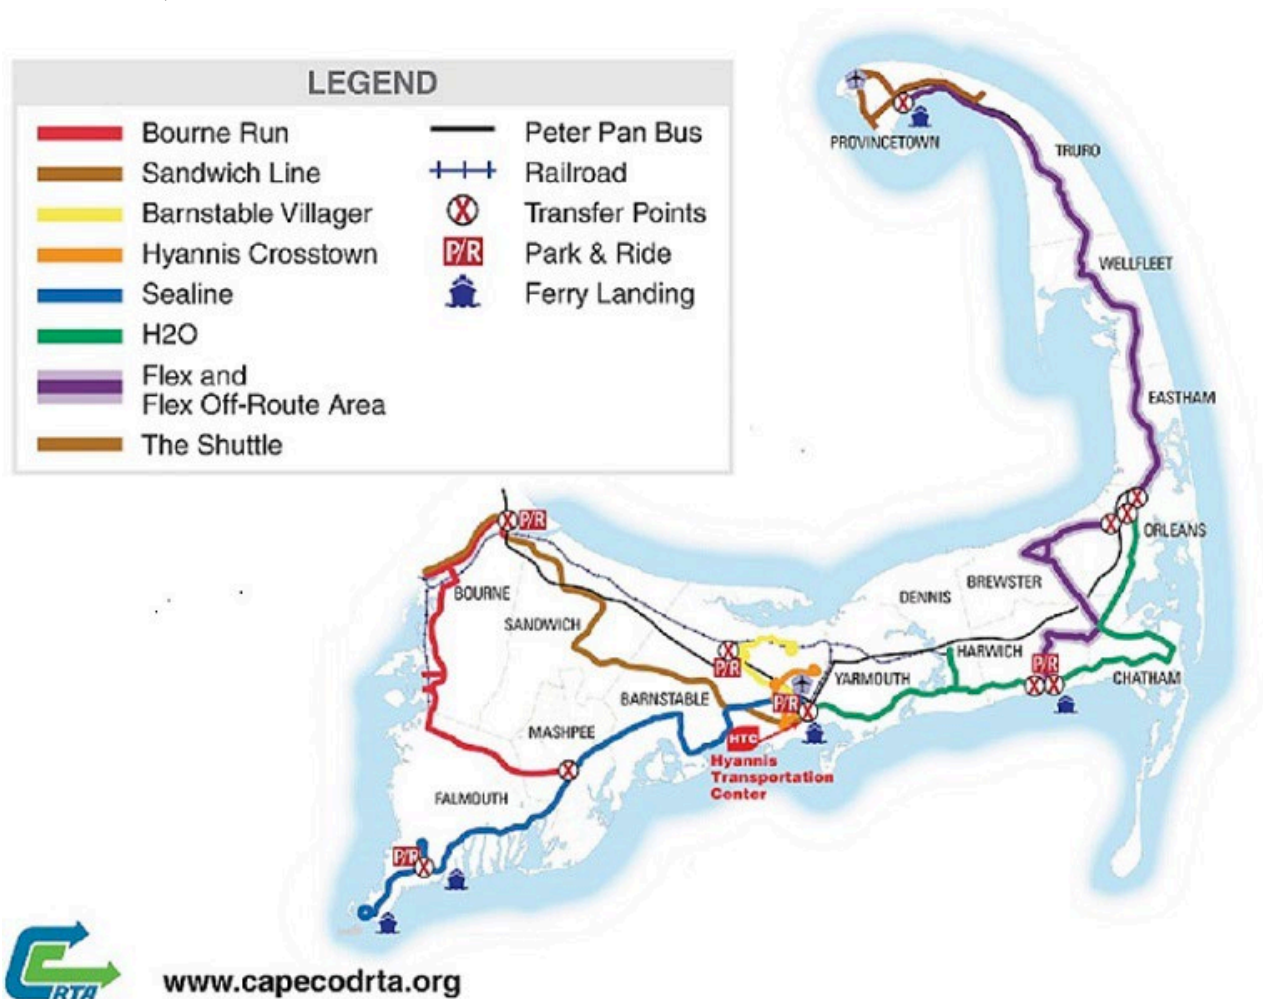 LEGEND
Bourne Run
Sandwich Line
Barnstable Villager
Hyannis Crosstown
Sealine
H2O
Flex and
Flex Off-Route Area
The Shuttle
Peter Pan Bus
Railroad
X Transfer Points
P/R Park & Ride
Ferry Landing
PROVINCETOWN
X
TRURO
WELLFLEET
EASTHAM
X
X
X
ORLEANS
X P/R
BOURNE
SANDWICH
BREWSTER
DENNIS
HARWICH
P/R
X X
CHATHAM
X
P/R
YARMOUTH
BARNSTABLE
P/R
X
MASHPEE
HTC
Hyannis
Transportation
Center
X
FALMOUTH
P/R
X
RTA
www.capecodrta.org